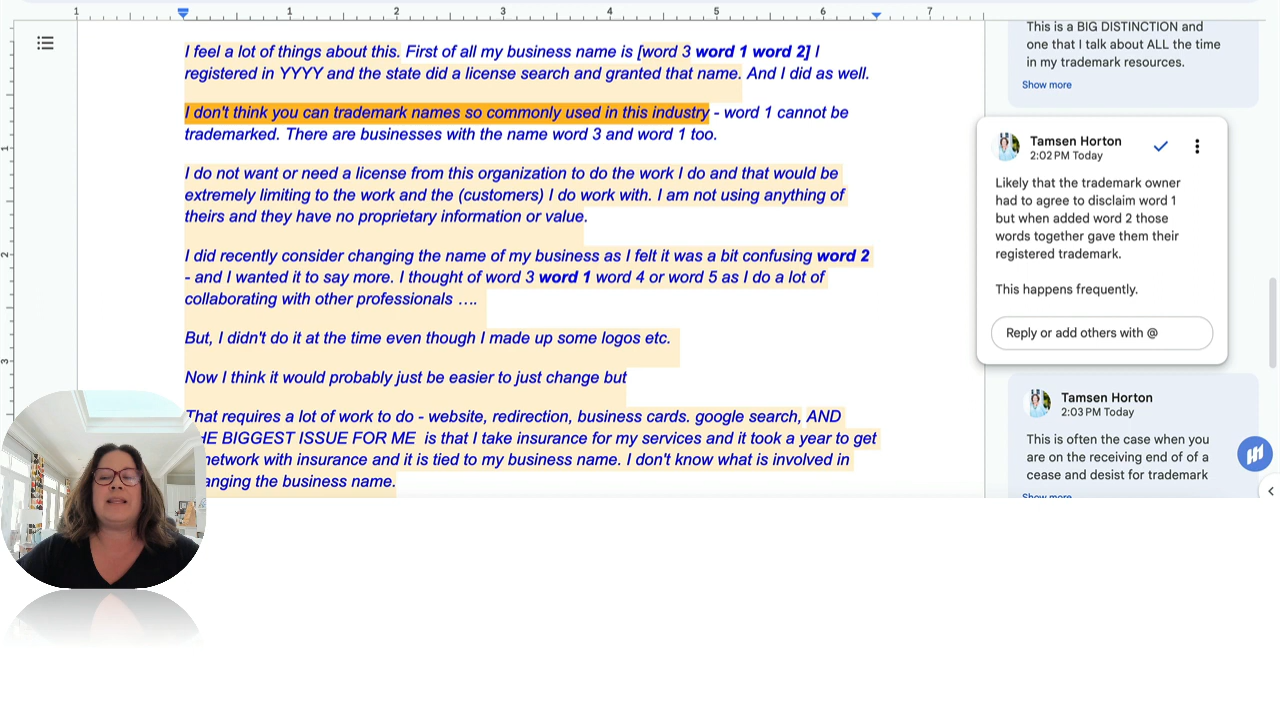 1 1 2 3 4 5 6 7
1
2
3
I feel a lot of things about this. First of all my business name is [word 3 word 1 word 2] I
registered in YYYY and the state did a license search and granted that name. And I did as well.
I don't think you can trademark names so commonly used in this industry - word 1 cannot be
trademarked. There are businesses with the name word 3 and word 1 too.
I do not want or need a license from this organization to do the work I do and that would be
extremely limiting to the work and the (customers) I do work with. I am not using anything of
theirs and they have no proprietary information or value.
I did recently consider changing the name of my business as I felt it was a bit confusing word 2
- and I wanted it to say more. I thought of word 3 word 1 word 4 or word 5 as I do a lot of
collaborating with other professionals ....
But, I didn't do it at the time even though I made up some logos etc.
Now I think it would probably just be easier to just change but
That requires a lot of work to do - website, redirection, business cards. google search, AND
HE BIGGEST ISSUE FOR ME is that I take insurance for my services and it took a year to get
network with insurance and it is tied to my business name. I don't know what is involved in
anging the business name.
This is a BIG DISTINCTION and
one that I talk about ALL the time
in my trademark resources.
Show more
Tamsen Horton
2:02 PM Today
Likely that the trademark owner
had to agree to disclaim word 1
but when added word 2 those
words together gave them their
registered trademark.
This happens frequently.
Reply or add others with @
Tamsen Horton
2:03 PM Today
This is often the case when you
are on the receiving end of of a
cease and desist for trademark
Show more